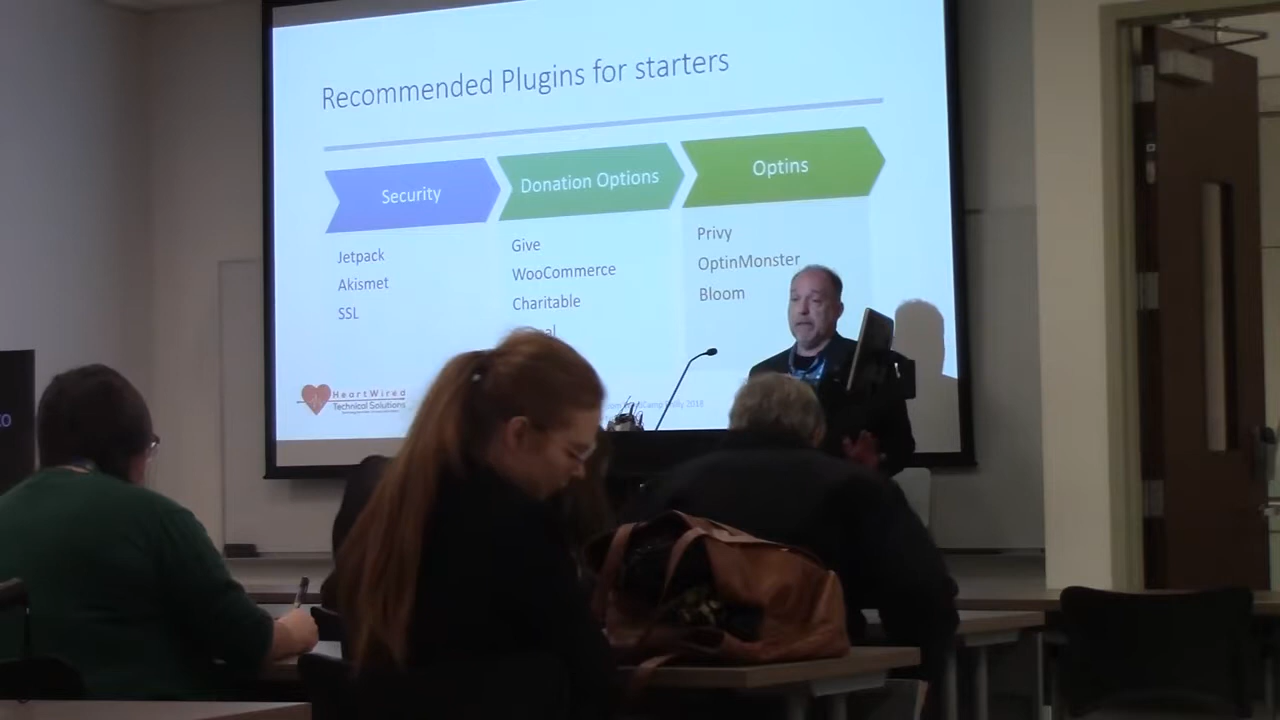 Recommended Plugins for starters
Security
Donation Options
Optins
Jetpack
Akismet
SSL
Give
WooCommerce
Charitable
Privy
OptinMonster
Bloom
HeartWired
Technical Solutions
2018